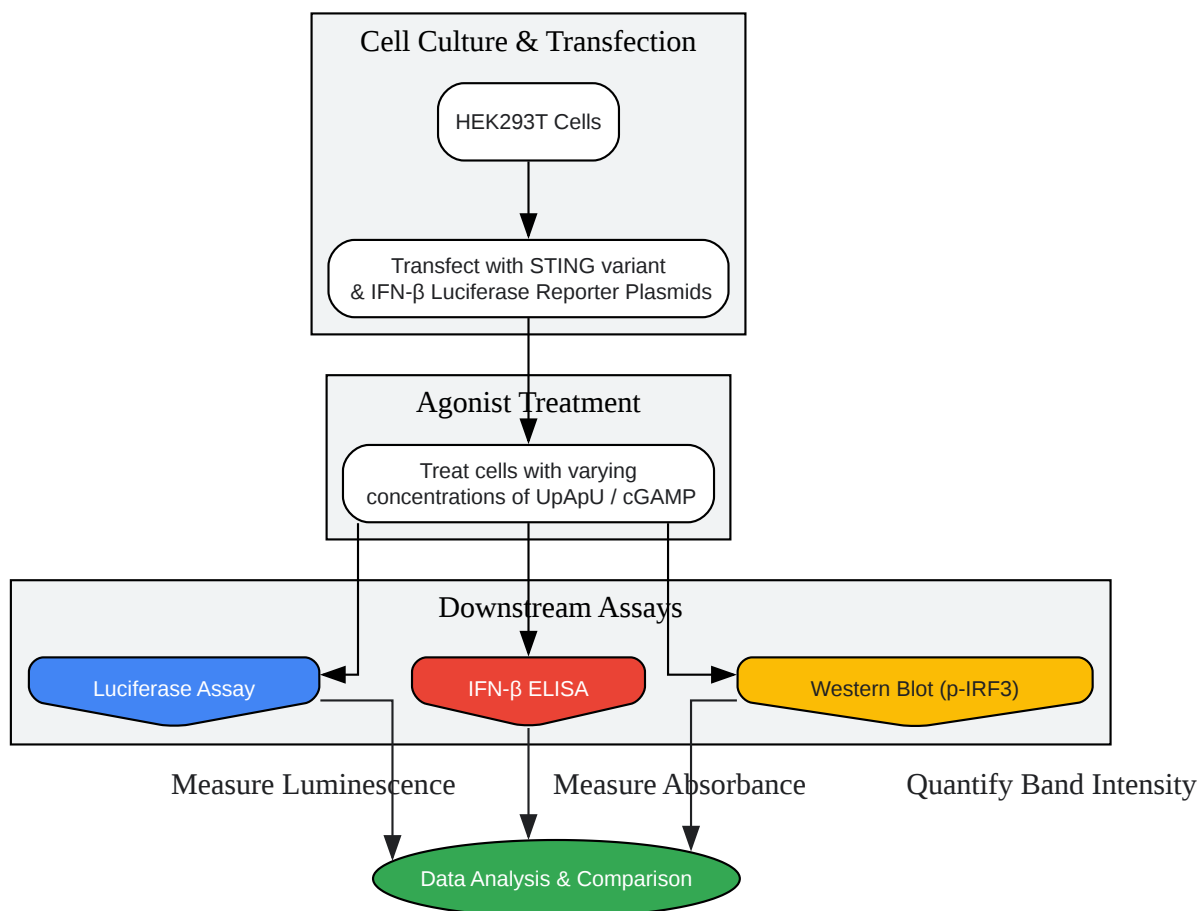 Cell Culture & Transfection
HEK293T Cells
Transfect with STING variant
& IFN-β Luciferase Reporter Plasmids
Agonist Treatment
Treat cells with varying
concentrations of UpApU / cGAMP
Downstream Assays
Luciferase Assay
IFN-β ELISA
Western Blot (p-IRF3)
Measure Luminescence
Measure Absorbance
Quantify Band Intensity
Data Analysis & Comparison